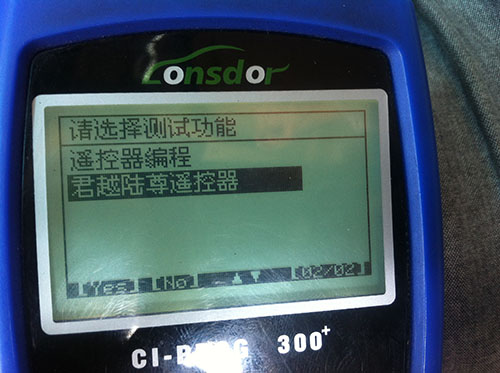 Lonsdor
请选择测试功能
遥控器编程
君越陆尊遥控器
[Yes] [No] ▲▼ [02/02]
300+